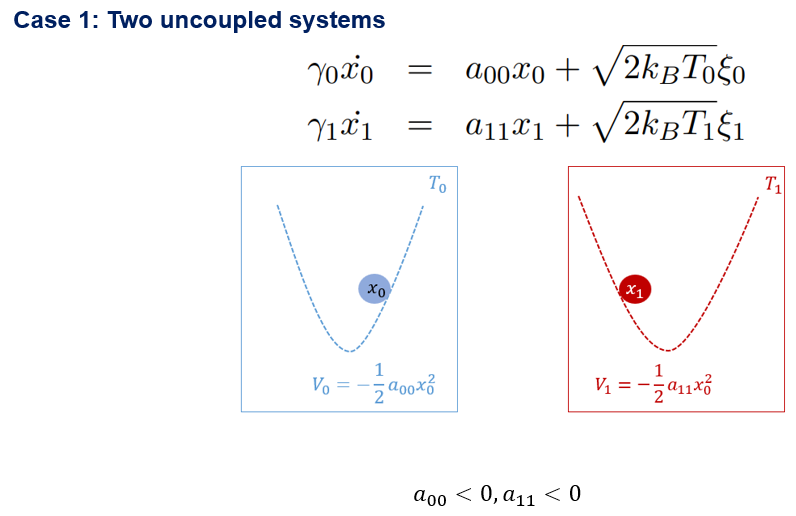 Case 1: Two uncoupled systems
γ₀ẋ₀ = a₀₀x₀ + √(2k_BT₀)ξ₀
γ₁ẋ₁ = a₁₁x₁ + √(2k_BT₁)ξ₁
T₀
T₁
x₀
x₁
V₀ = −½a₀₀x₀²
V₁ = −½a₁₁x₀²
a₀₀ < 0, a₁₁ < 0